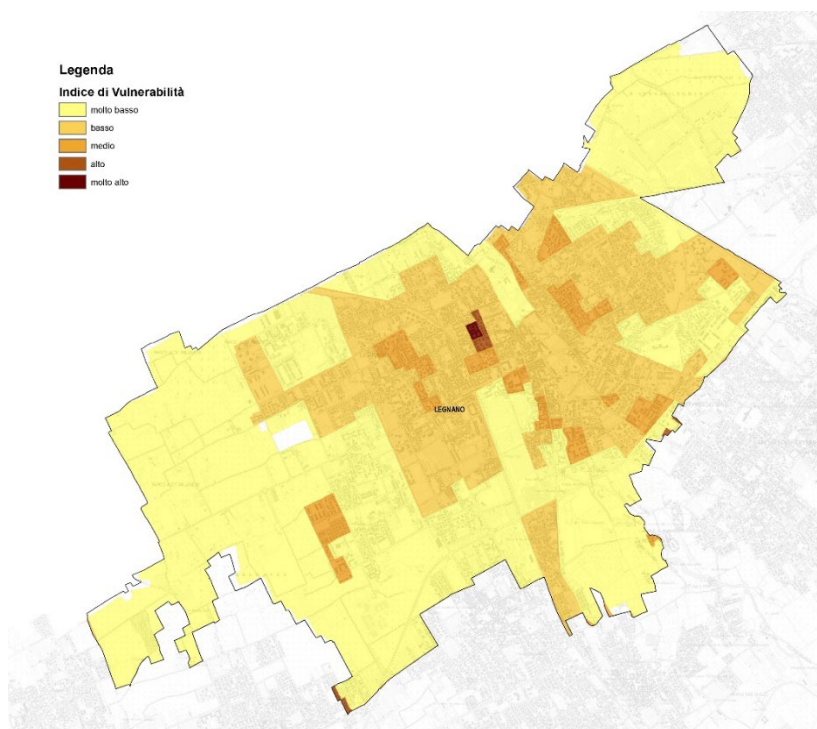 Legenda
Indice di Vulnerabilità
molto basso
basso
medio
alto
molto alto
LEGNANO